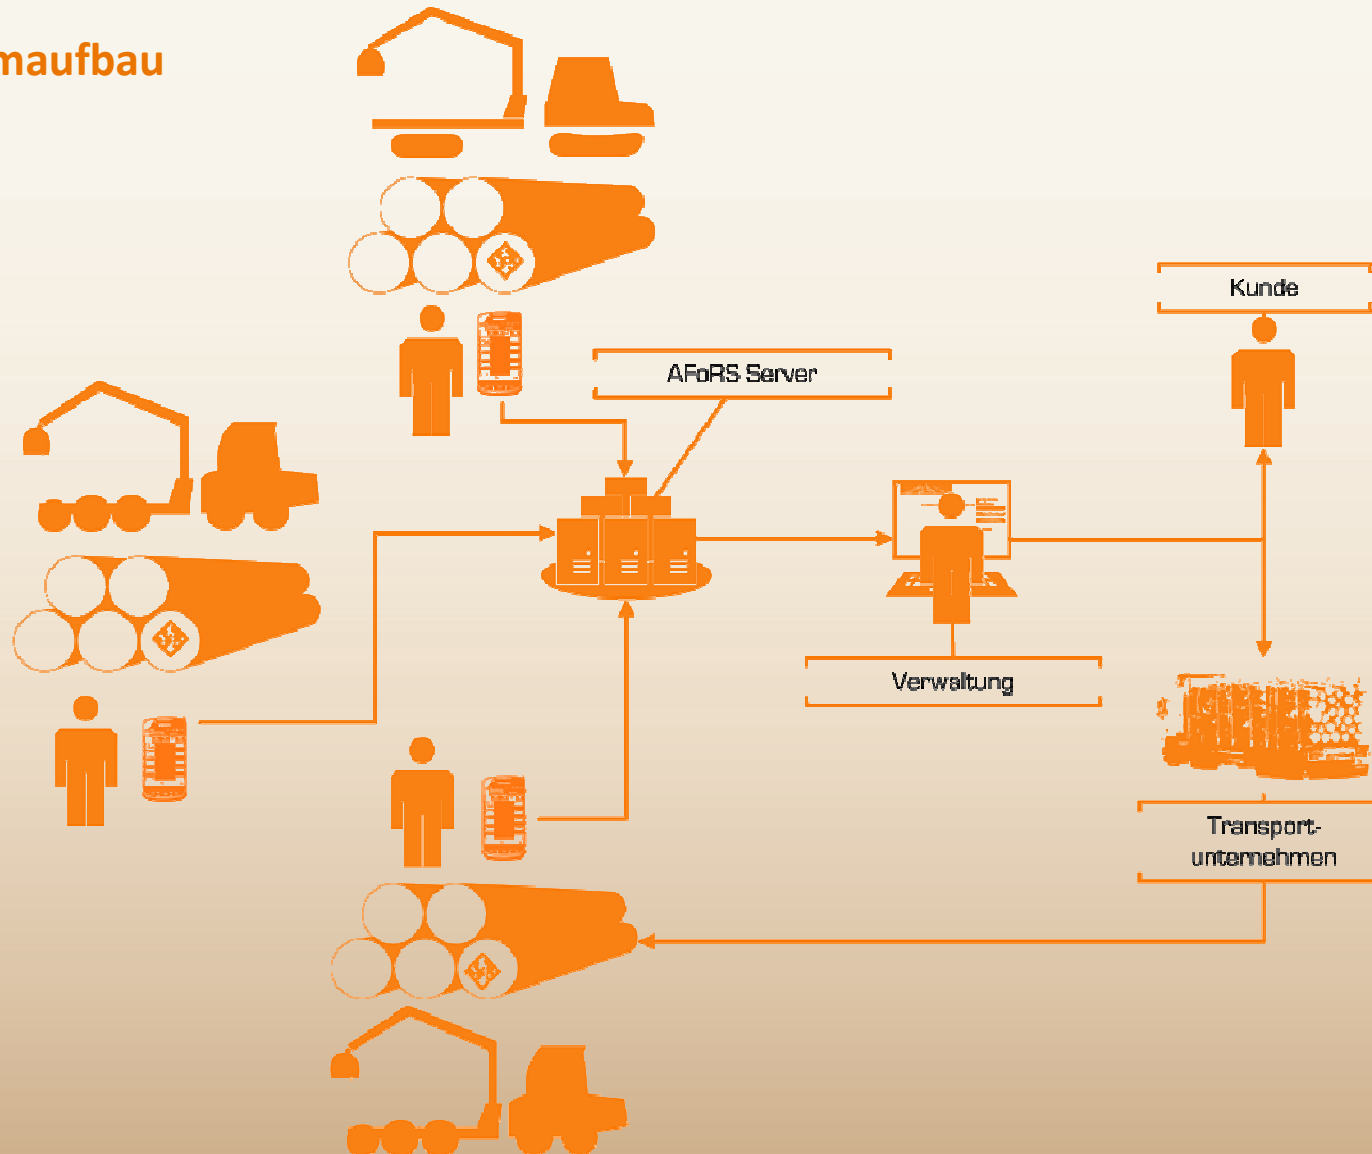 maufbau
Kunde
AFoRS Server
Verwaltung
Transport-
unternehmen